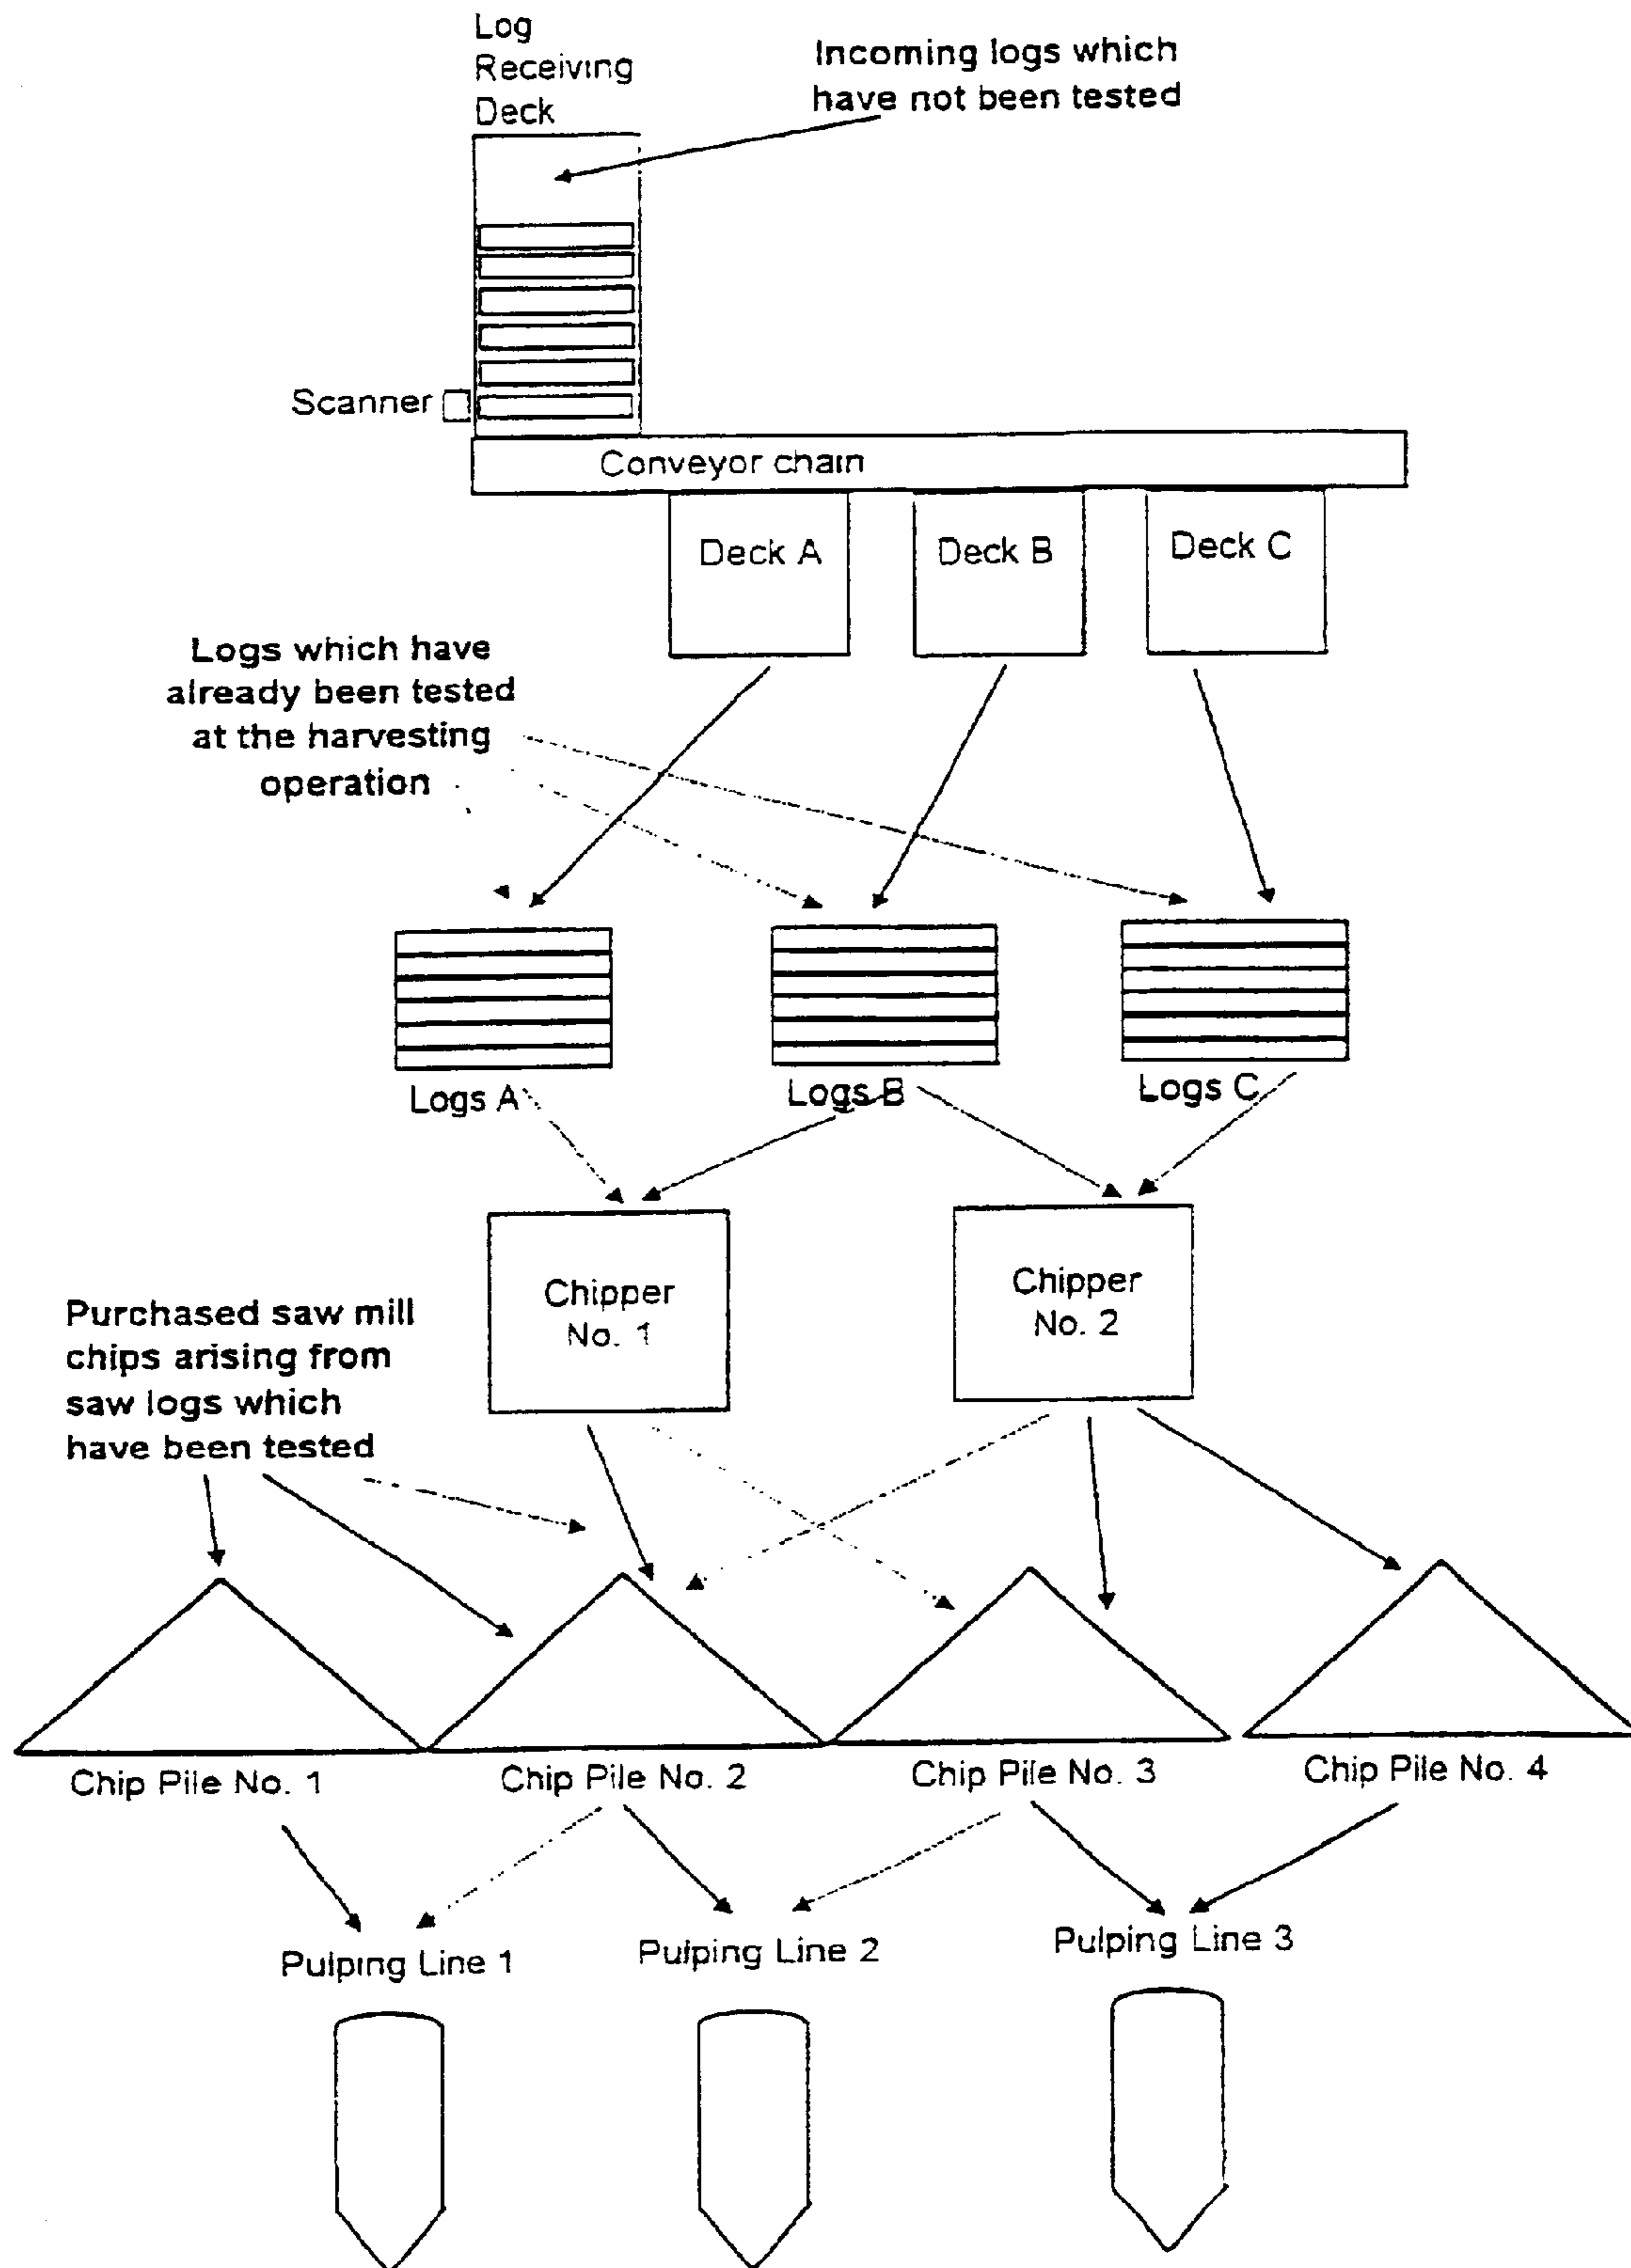 Log
Receiving
Deck
Incoming logs which
have not been tested
Scanner
Conveyor chain
Deck A
Deck B
Deck C
Logs which have
already been tested
at the harvesting
operation
Logs A
Logs B
Logs C
Chipper
No. 1
Chipper
No. 2
Purchased saw mill
chips arising from
saw logs which
have been tested
Chip Pile No. 1
Chip Pile No. 2
Chip Pile No. 3
Chip Pile No. 4
Pulping Line 1
Pulping Line 2
Pulping Line 3